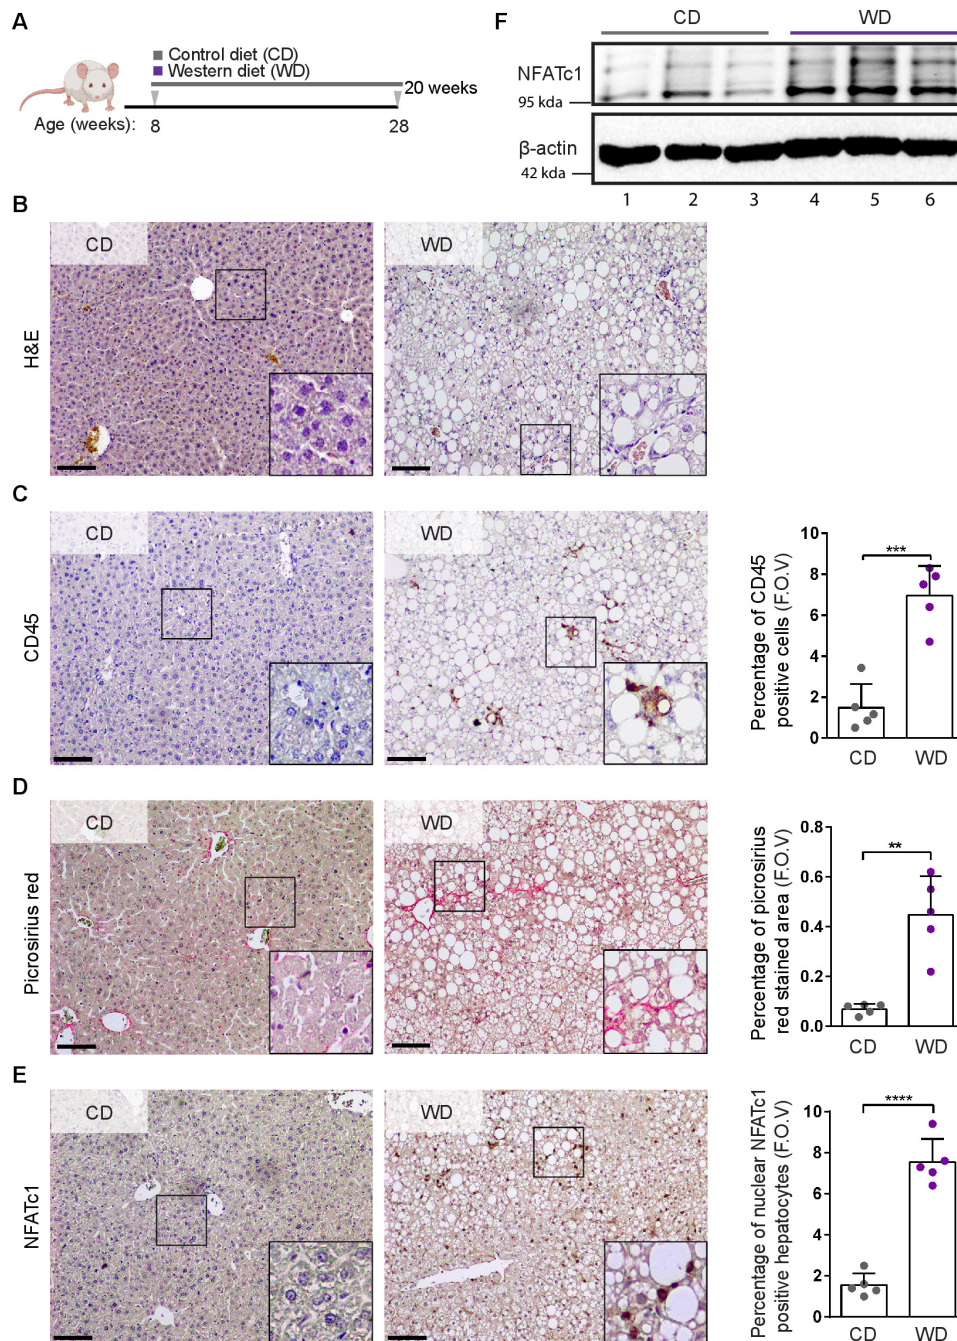 A
Control diet (CD)
Western diet (WD)
20 weeks
Age (weeks): 8 28
F
CD WD
NFATc1
95 kda
β-actin
42 kda
1 2 3 4 5 6
B
H&E
CD
WD
C
CD45
CD
WD
Percentage of CD45
positive cells (F.O.V)
10
8
6
4
2
0
***
CD WD
D
Picrosirius red
CD
WD
Percentage of picrosirius
red stained area (F.O.V)
0.8
0.6
0.4
0.2
0.0
**
CD WD
E
NFATc1
CD
WD
Percentage of nuclear NFATc1
positive hepatocytes (F.O.V)
10
8
6
4
2
0
****
CD WD